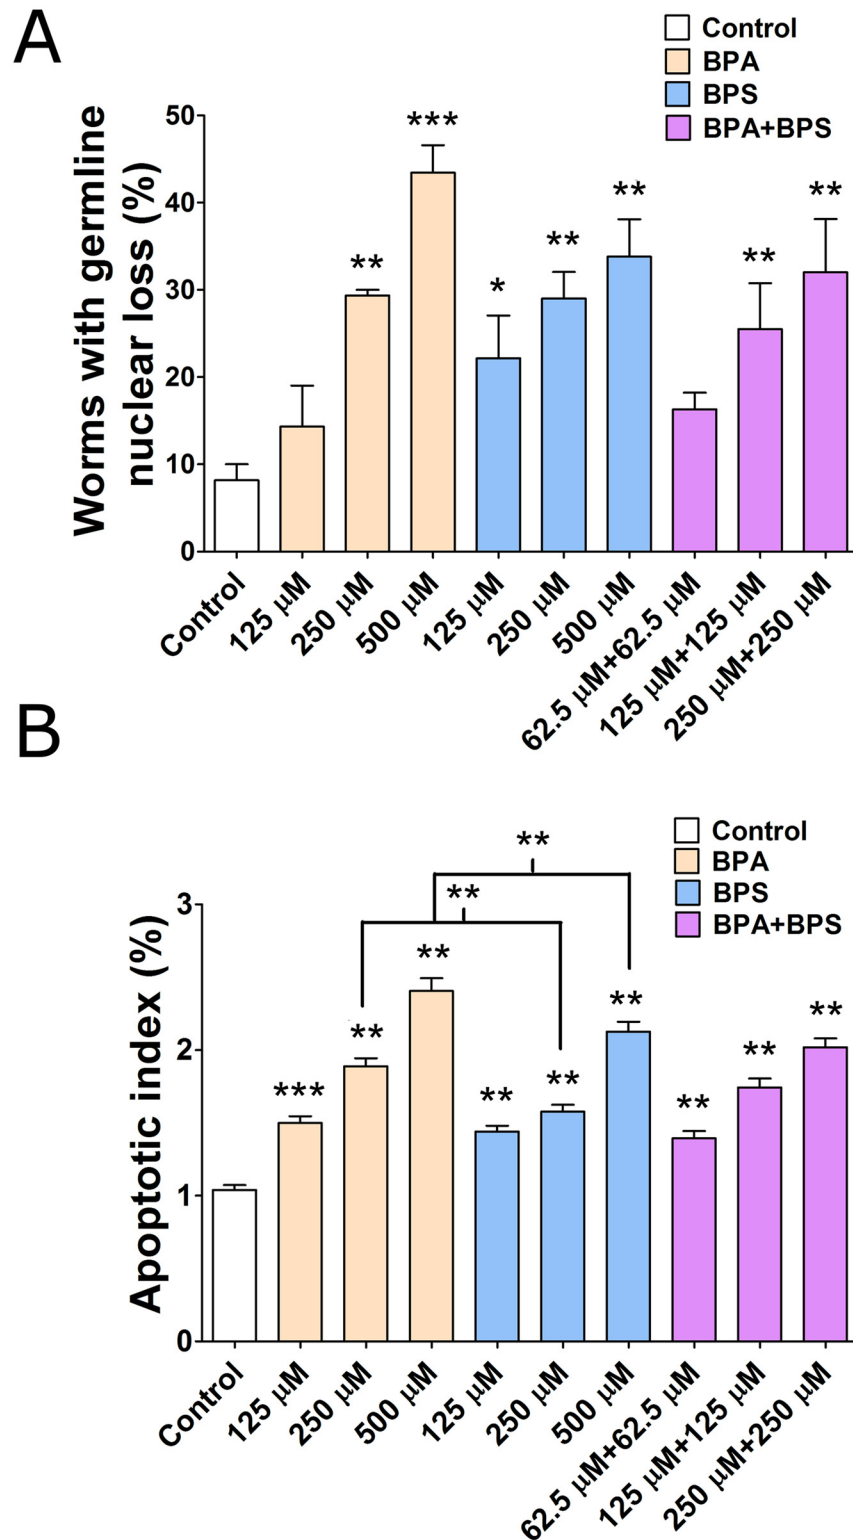 A
Control
BPA
BPS
BPA+BPS
Worms with germline
nuclear loss (%)
50
40
30
20
10
0
**
***
*
**
**
**
**
Control
125 µM
250 µM
500 µM
125 µM
250 µM
500 µM
62.5 µM+62.5 µM
125 µM+125 µM
250 µM+250 µM
B
Control
BPA
BPS
BPA+BPS
Apoptotic index (%)
3
2
1
0
**
**
***
**
**
**
**
**
**
**
**
Control
125 µM
250 µM
500 µM
125 µM
250 µM
500 µM
62.5 µM+62.5 µM
125 µM+125 µM
250 µM+250 µM